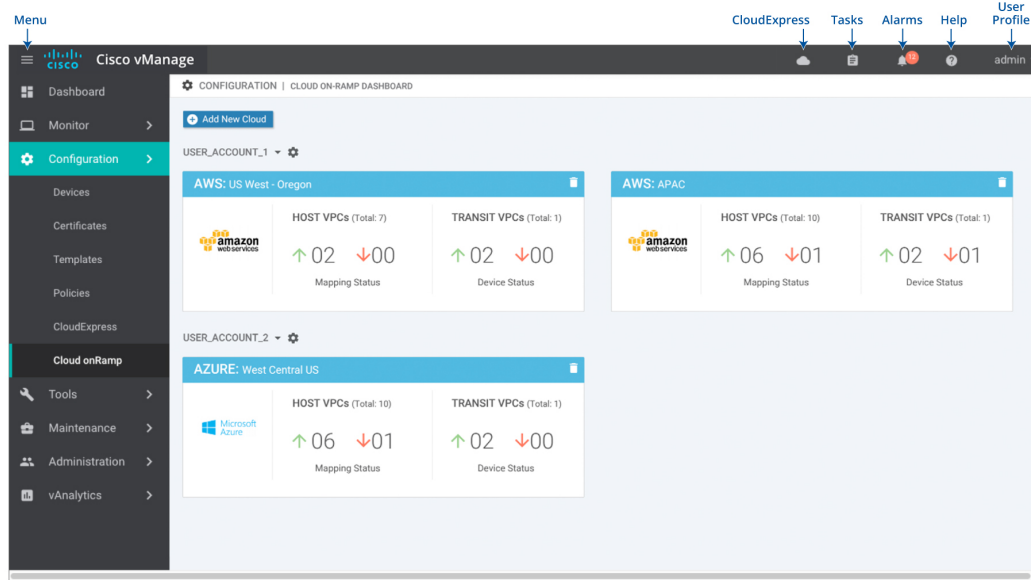 Menu
CloudExpress Tasks Alarms Help User Profile
CISCO Cisco vManage
12
admin
Dashboard
Monitor
Configuration
Devices
Certificates
Templates
Policies
CloudExpress
Cloud onRamp
Tools
Maintenance
Administration
vAnalytics
CONFIGURATION | CLOUD ON-RAMP DASHBOARD
Add New Cloud
USER_ACCOUNT_1
AWS: US West - Oregon
amazon
webservices
HOST VPCs (Total: 7)
02 00
Mapping Status
TRANSIT VPCs (Total: 1)
02 00
Device Status
AWS: APAC
amazon
webservices
HOST VPCs (Total: 10)
06 01
Mapping Status
TRANSIT VPCs (Total: 1)
02 01
Device Status
USER_ACCOUNT_2
AZURE: West Central US
Microsoft
Azure
HOST VPCs (Total: 10)
06 01
Mapping Status
TRANSIT VPCs (Total: 1)
02 00
Device Status